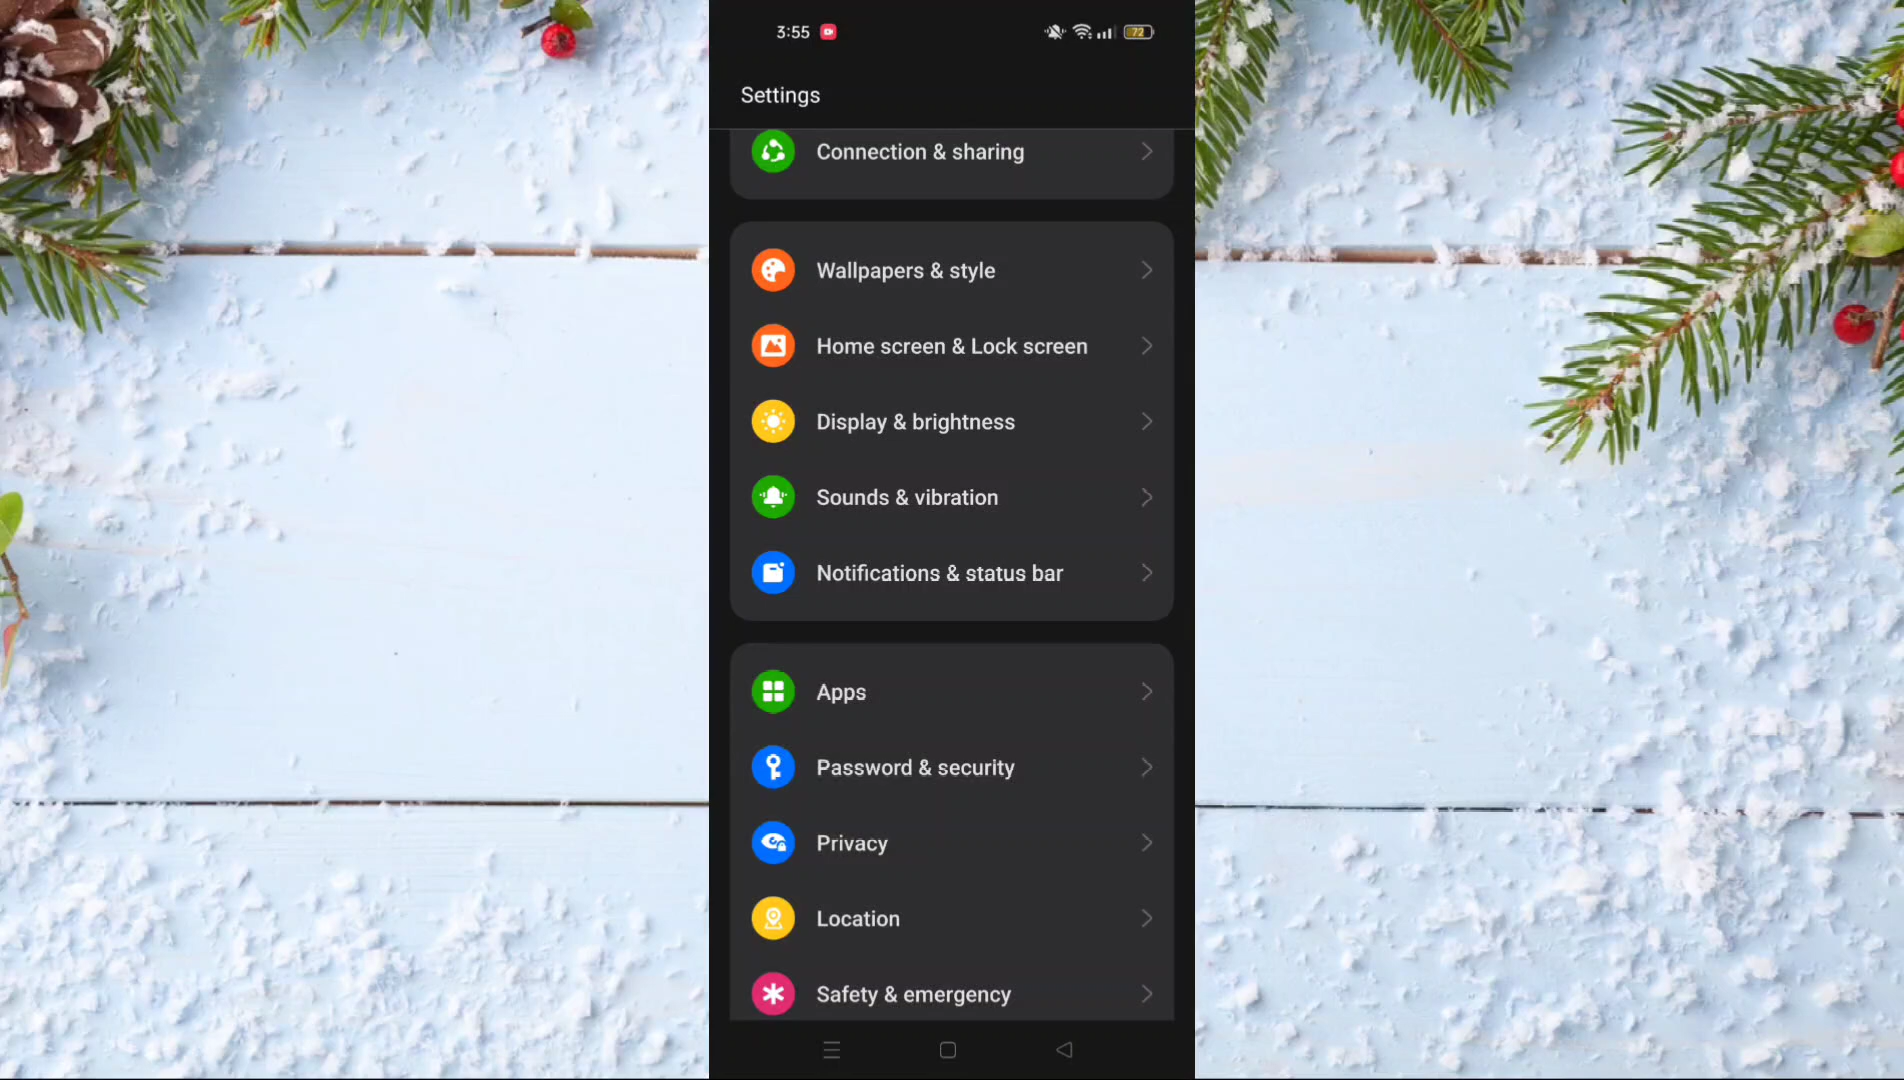 3:55
72
Settings
Connection & sharing
Wallpapers & style
Home screen & Lock screen
Display & brightness
Sounds & vibration
Notifications & status bar
Apps
Password & security
Privacy
Location
Safety & emergency